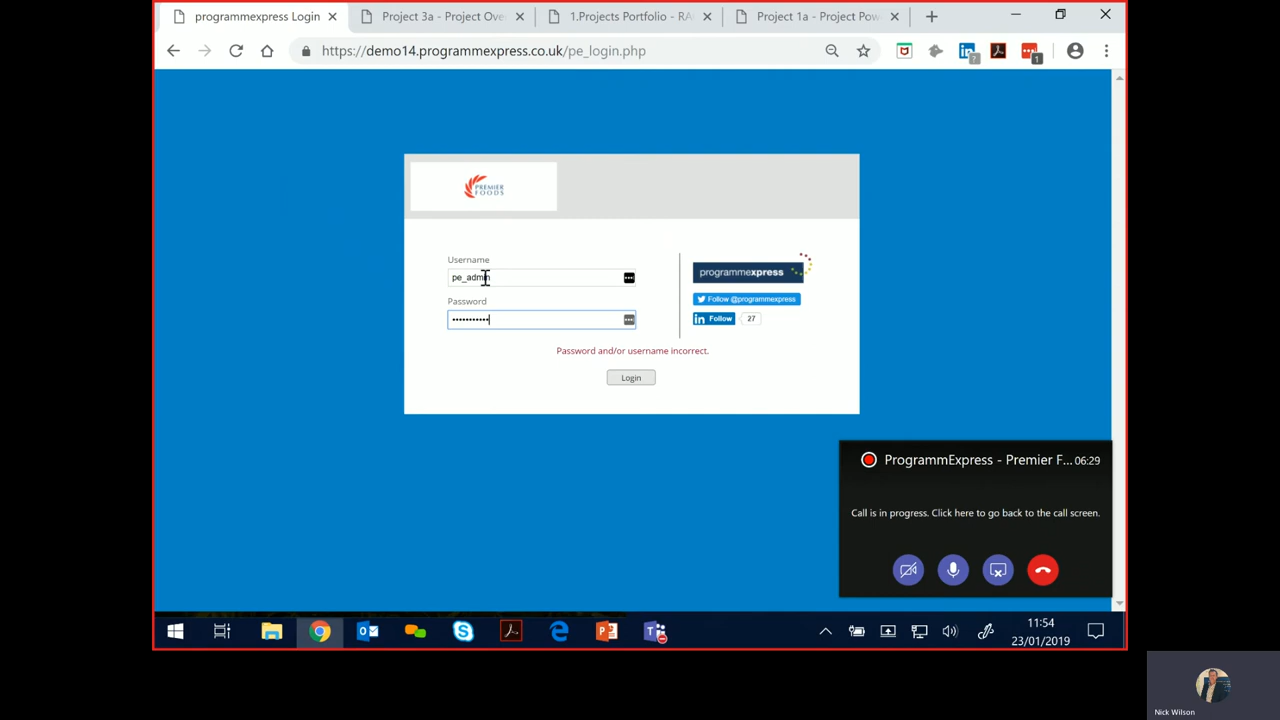 programmexpress Login
Project 3a - Project Ove
1.Projects Portfolio - RA
Project 1a - Project Pow
https://demo14.programmexpress.co.uk/pe_login.php
?
1
PREMIER
FOODS
Username
pe_admin
programmexpress
Password
Follow @programmexpress
•••••••••••
in Follow 27
Password and/or username incorrect.
Login
ProgrammExpress - Premier F... 06:29
Call is in progress. Click here to go back to the call screen.
11:54
23/01/2019
Nick Wilson